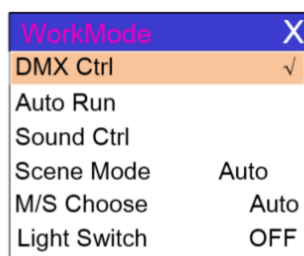 WorkMode X
DMX Ctrl √
Auto Run
Sound Ctrl
Scene Mode Auto
M/S Choose Auto
Light Switch OFF